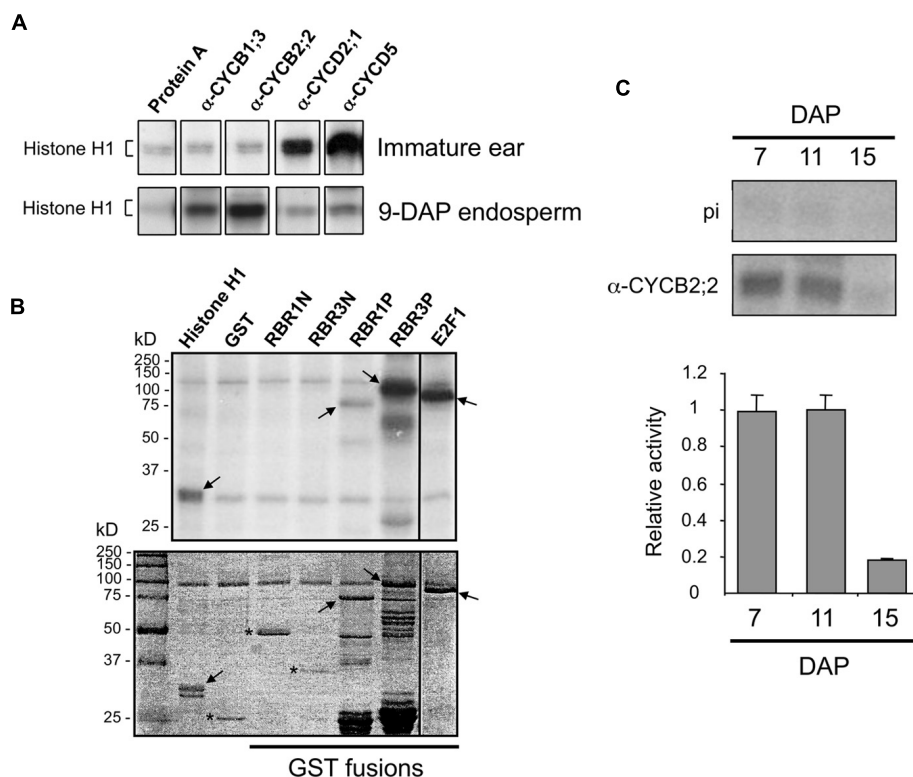 A
Protein A
α-CYCB1;3
α-CYCB2;2
α-CYCD2;1
α-CYCD5
Histone H1
Immature ear
Histone H1
9-DAP endosperm
B
Histone H1
GST
RBR1N
RBR3N
RBR1P
RBR3P
E2F1
kD
250 -
150 -
100 -
75 -
50 -
37 -
25 -
kD
250 -
150 -
100 -
75 -
50 -
37 -
25 -
*
*
*
GST fusions
C
DAP
7 11 15
pi
α-CYCB2;2
Relative activity
1.2
1
0.8
0.6
0.4
0.2
0
7 11 15
DAP